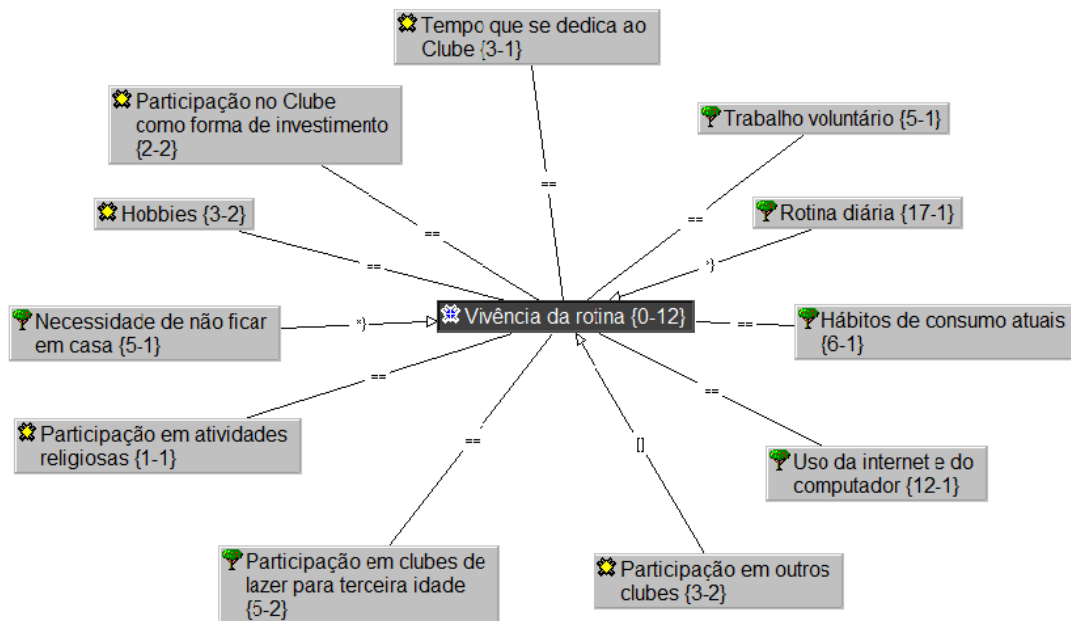 Tempo que se dedica ao
Clube {3-1}
Participação no Clube
como forma de investimento
{2-2}
Trabalho voluntário {5-1}
==
==
==
Hobbies {3-2}
Rotina diária {17-1}
==
*}
Necessidade de não ficar
em casa {5-1}
*}
Vivência da rotina {0-12}
==
Hábitos de consumo atuais
{6-1}
==
==
Participação em atividades
religiosas {1-1}
==
[]
Uso da internet e do
computador {12-1}
Participação em clubes de
lazer para terceira idade
{5-2}
Participação em outros
clubes {3-2}